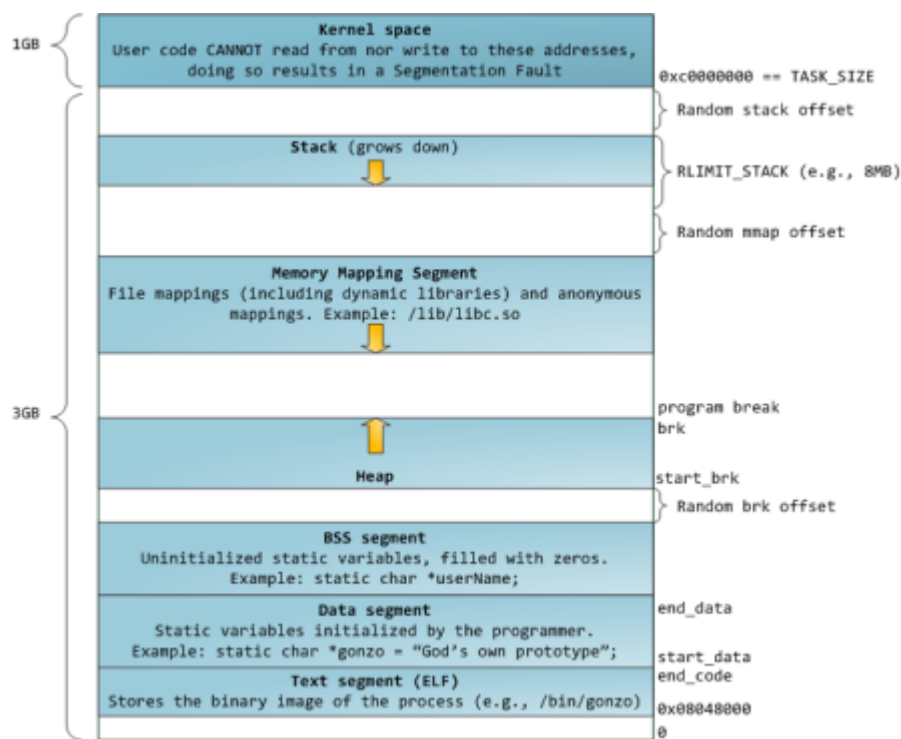 1GB
Kernel space
User code CANNOT read from nor write to these addresses,
doing so results in a Segmentation Fault
0xc0000000 == TASK_SIZE
Random stack offset
Stack (grows down)
RLIMIT_STACK (e.g., 8MB)
Random mmap offset
Memory Mapping Segment
File mappings (including dynamic libraries) and anonymous
mappings. Example: /lib/libc.so
3GB
program break
brk
Heap
start_brk
Random brk offset
BSS segment
Uninitialized static variables, filled with zeros.
Example: static char *userName;
Data segment
Static variables initialized by the programmer.
Example: static char *gonzo = “God’s own prototype”;
end_data
start_data
end_code
Text segment (ELF)
Stores the binary image of the process (e.g., /bin/gonzo)
0x08048000
0